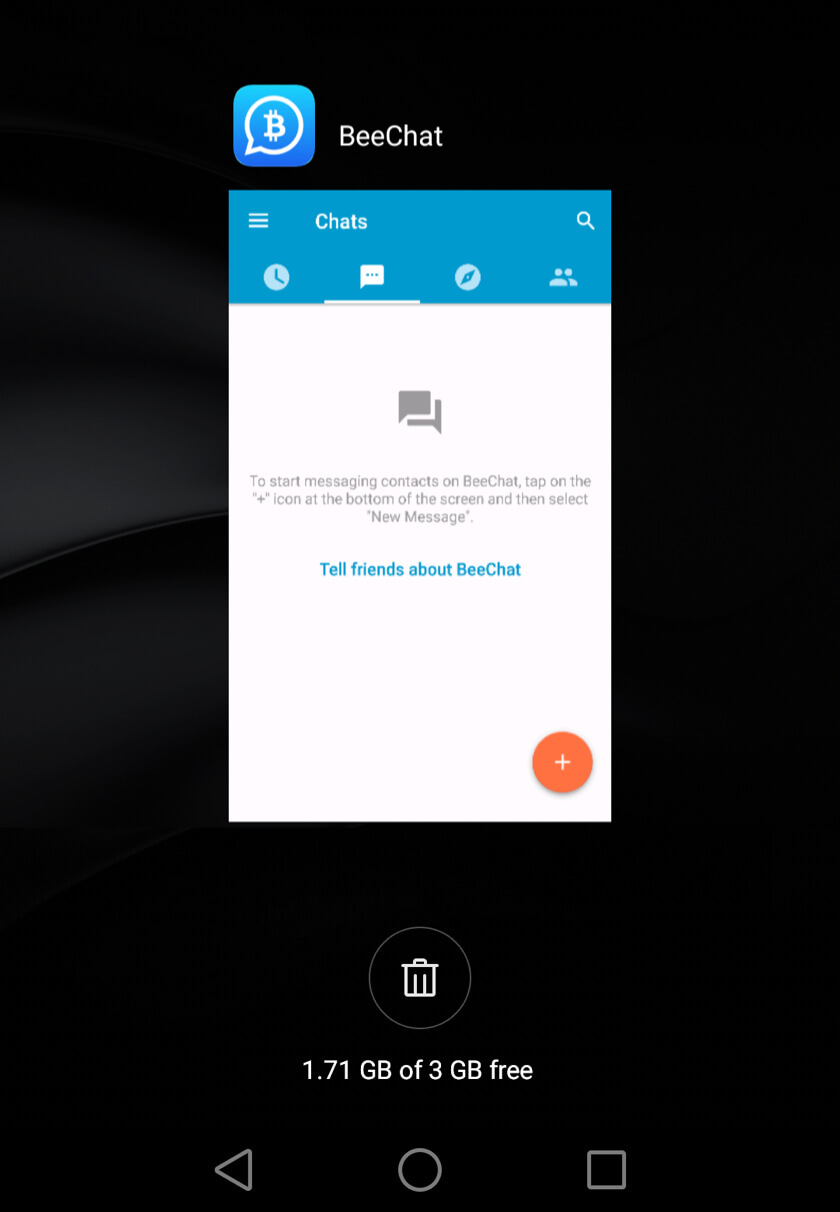 BeeChat
Chats
To start messaging contacts on BeeChat, tap on the
"+" icon at the bottom of the screen and then select
"New Message".
Tell friends about BeeChat
+
1.71 GB of 3 GB free